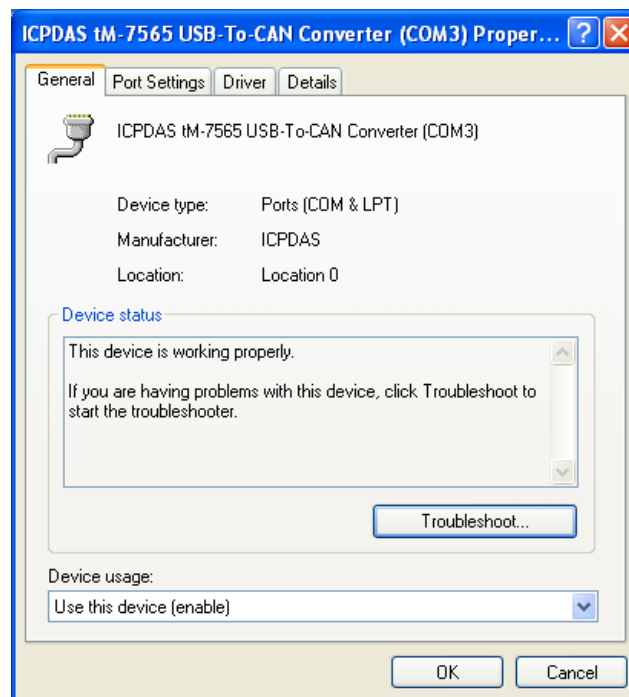 ICPDAS tM-7565 USB-To-CAN Converter (COM3) Proper... ?
General Port Settings Driver Details
ICPDAS tM-7565 USB-To-CAN Converter (COM3)
Device type: Ports (COM & LPT)
Manufacturer: ICPDAS
Location: Location 0
Device status
This device is working properly.
If you are having problems with this device, click Troubleshoot to
start the troubleshooter.
Troubleshoot...
Device usage:
Use this device (enable)
OK Cancel